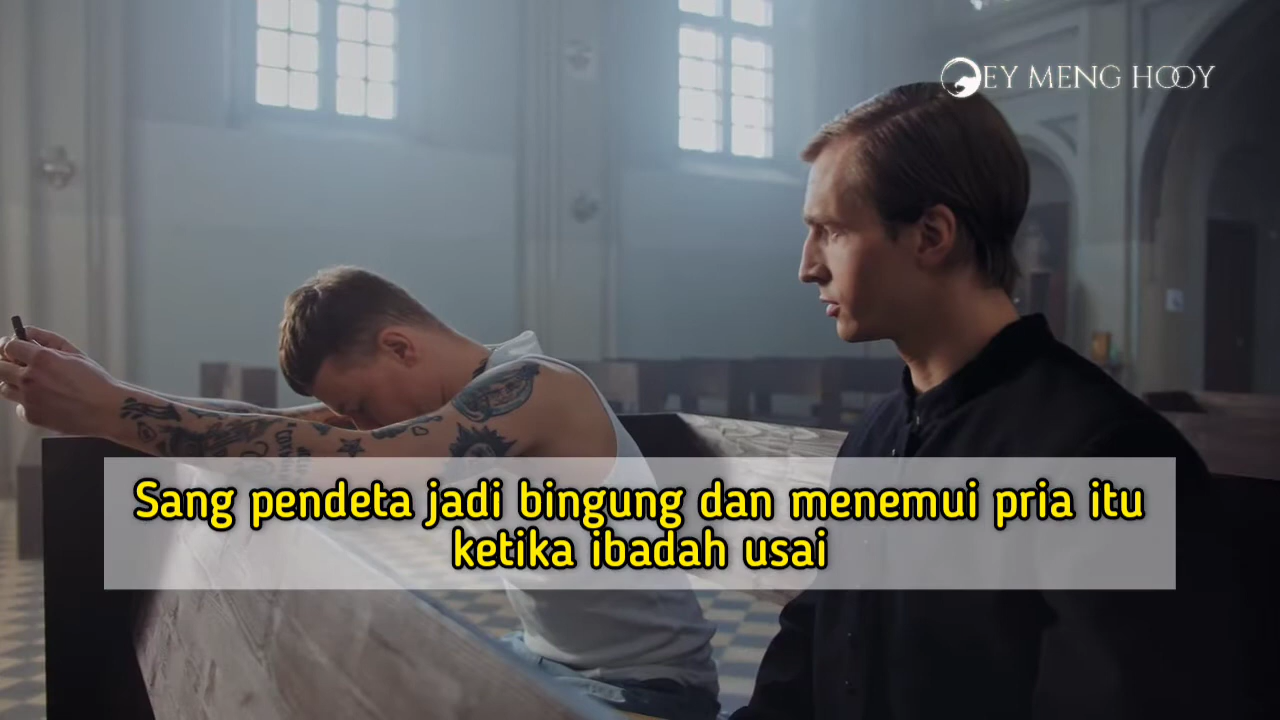 EY MENG HOOY
Sang pendeta jadi bingung dan menemui pria itu
ketika ibadah usai